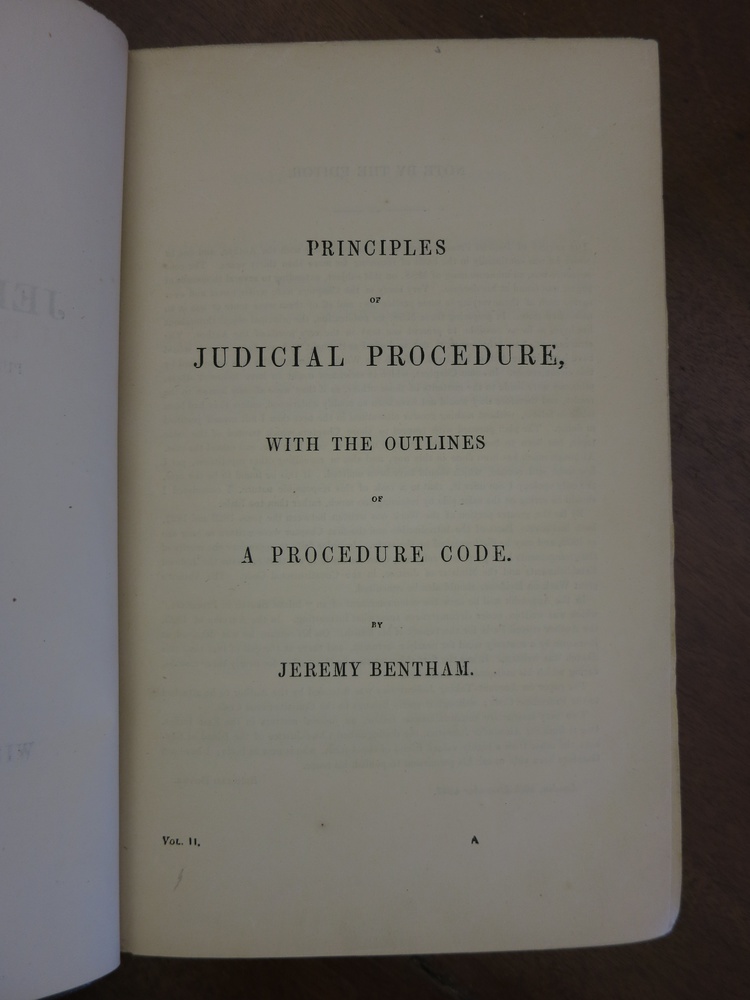 PRINCIPLES
OF
JUDICIAL PROCEDURE,
WITH THE OUTLINES
OF
A PROCEDURE CODE.
BY
JEREMY BENTHAM.
VOL. II. A